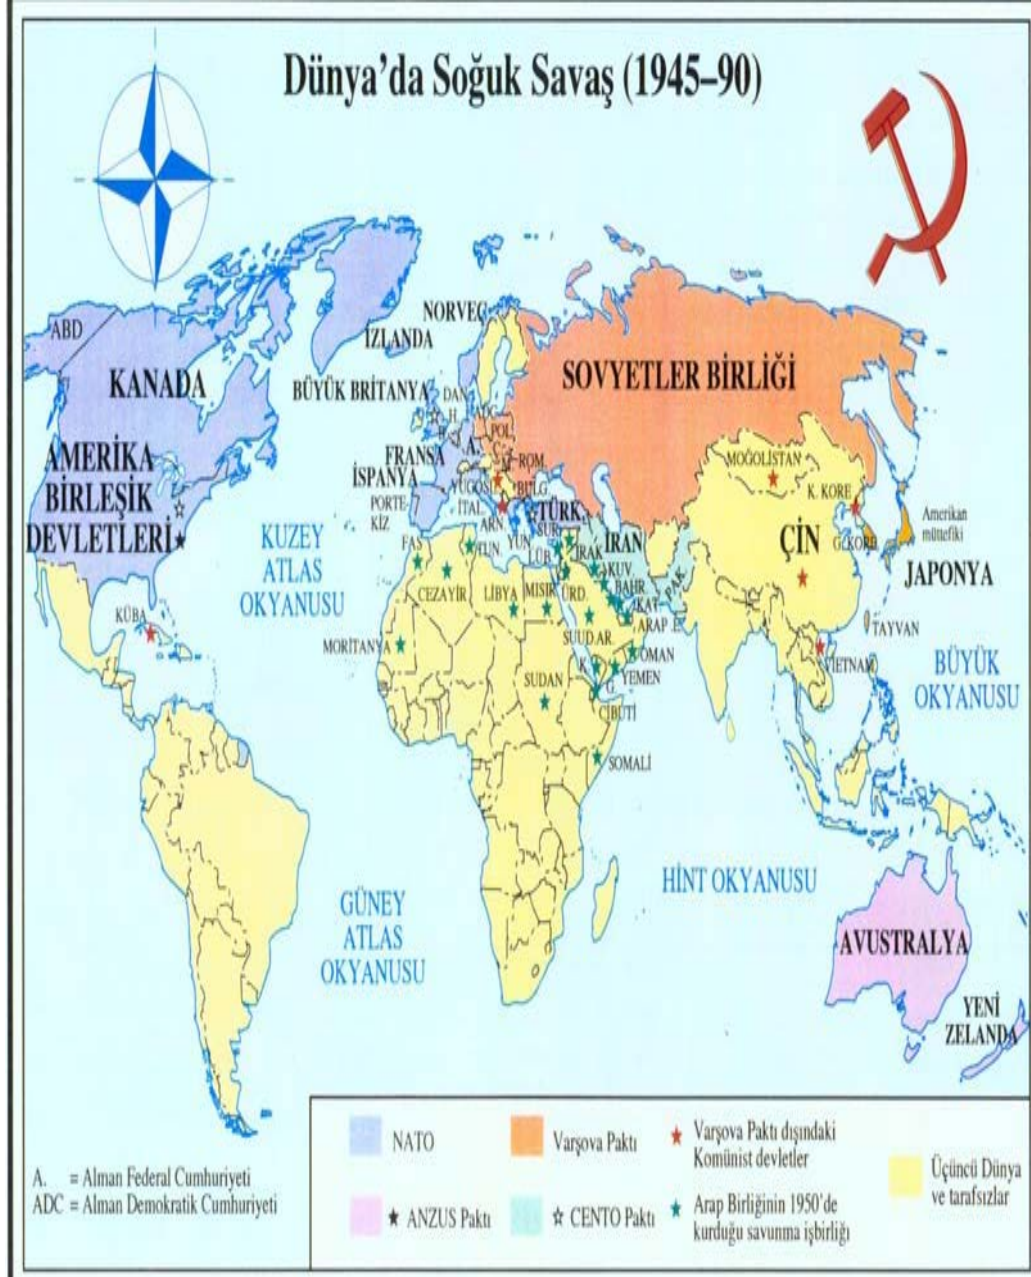 Dünya'da Soğuk Savaş (1945–90)
ABD
KANADA
AMERİKA
BİRLEŞİK
DEVLETLERİ
NORVEÇ
İZLANDA
BÜYÜK BRİTANYA
DAN.
H.
B.
ADC
POL.
A.
Ç.
M.
ROM.
FRANSA
İSPANYA
YUGOSL.
BULG.
PORTE-
KİZ
İTAL.
ARN.
YUN.
TÜRK.
SOVYETLER BİRLİĞİ
MOĞOLİSTAN
K. KORE
G. KORE
Amerikan
müttefiki
ÇİN
JAPONYA
TAYVAN
VİETNAM
KUZEY
ATLAS
OKYANUSU
KÜBA
FAS
TUN.
CEZAYİR
LİBYA
MISIR
SUR.
LÜB.
ÜRD.
IRAK
İRAN
KUV.
BAHR.
KAT.
ARAP E.
PAK.
SUUD AR.
OMAN
YEMEN
K.
G.
MORİTANYA
SUDAN
CİBUTİ
SOMALİ
BÜYÜK
OKYANUSU
HİNT OKYANUSU
GÜNEY
ATLAS
OKYANUSU
AVUSTRALYA
YENİ
ZELANDA
A. = Alman Federal Cumhuriyeti
ADC = Alman Demokratik Cumhuriyeti
NATO
Varşova Paktı
Varşova Paktı dışındaki
Komünist devletler
Üçüncü Dünya
ve tarafsızlar
ANZUS Paktı
CENTO Paktı
Arap Birliğinin 1950'de
kurduğu savunma işbirliği